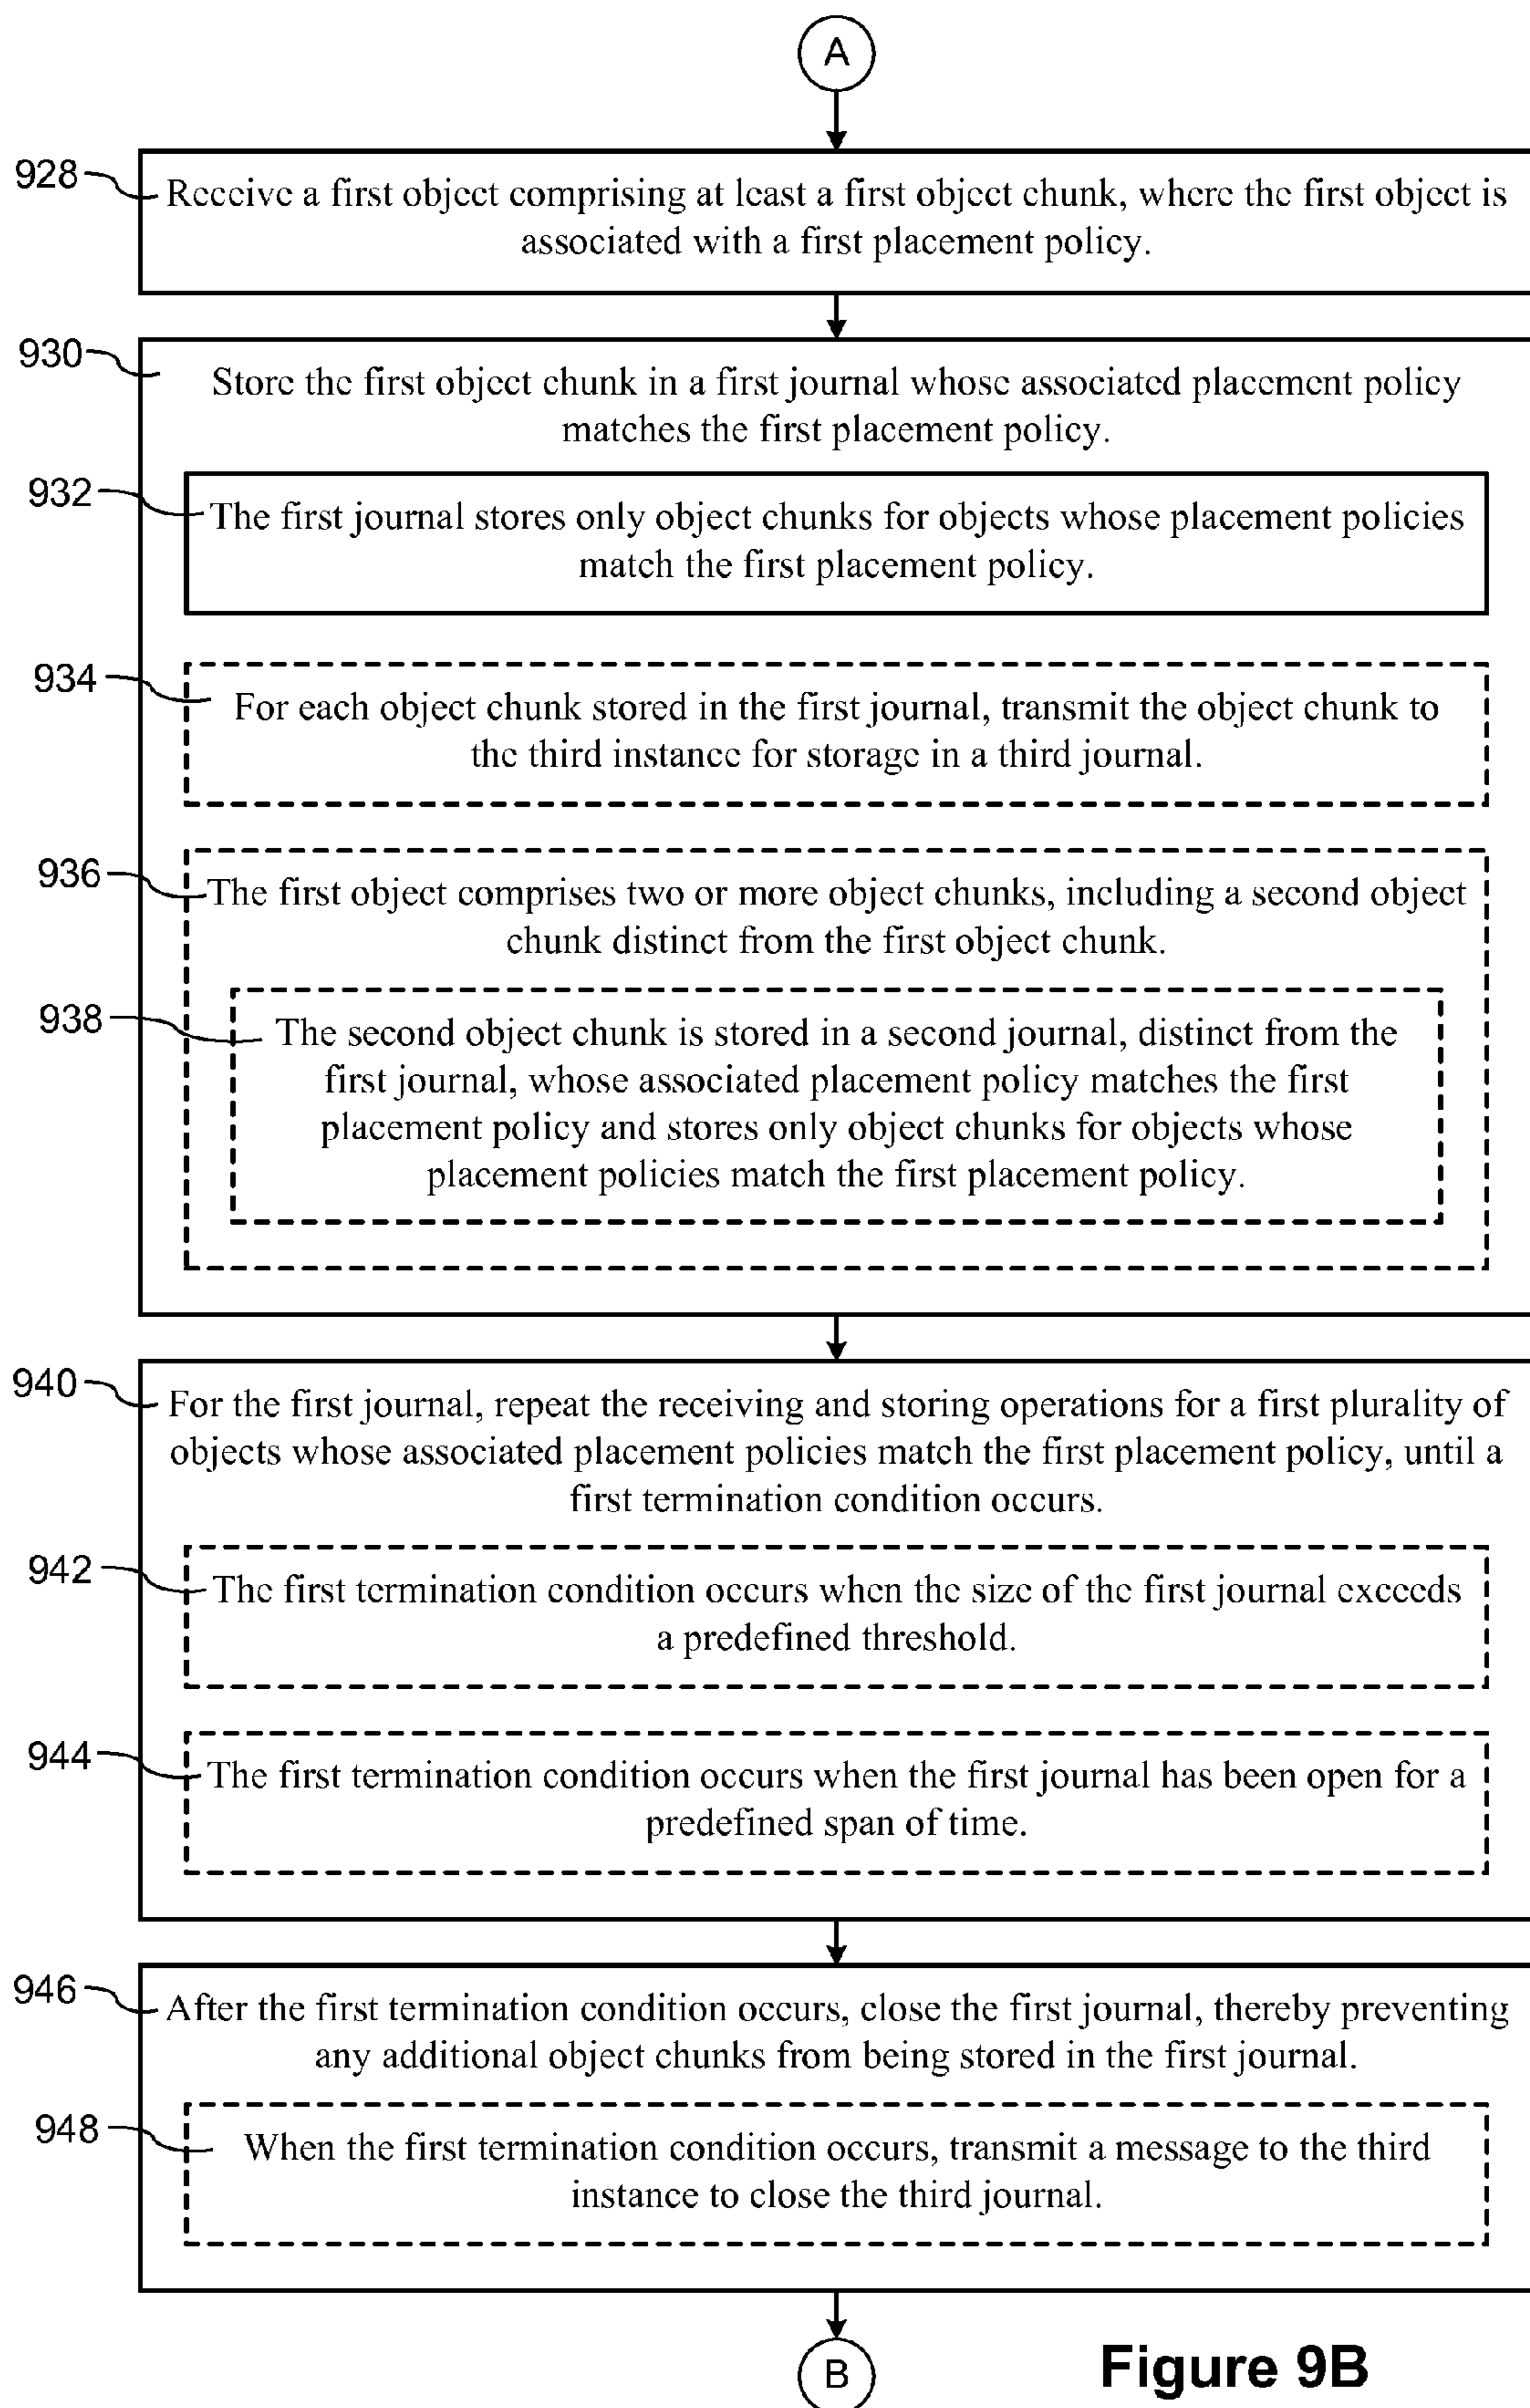 A
928
Receive a first object comprising at least a first object chunk, where the first object is
associated with a first placement policy.
930
Store the first object chunk in a first journal whose associated placement policy
matches the first placement policy.
932
The first journal stores only object chunks for objects whose placement policies
match the first placement policy.
934
For each object chunk stored in the first journal, transmit the object chunk to
the third instance for storage in a third journal.
936
The first object comprises two or more object chunks, including a second object
chunk distinct from the first object chunk.
938
The second object chunk is stored in a second journal, distinct from the
first journal, whose associated placement policy matches the first
placement policy and stores only object chunks for objects whose
placement policies match the first placement policy.
940
For the first journal, repeat the receiving and storing operations for a first plurality of
objects whose associated placement policies match the first placement policy, until a
first termination condition occurs.
942
The first termination condition occurs when the size of the first journal exceeds
a predefined threshold.
944
The first termination condition occurs when the first journal has been open for a
predefined span of time.
946
After the first termination condition occurs, close the first journal, thereby preventing
any additional object chunks from being stored in the first journal.
948
When the first termination condition occurs, transmit a message to the third
instance to close the third journal.
B
Figure 9B